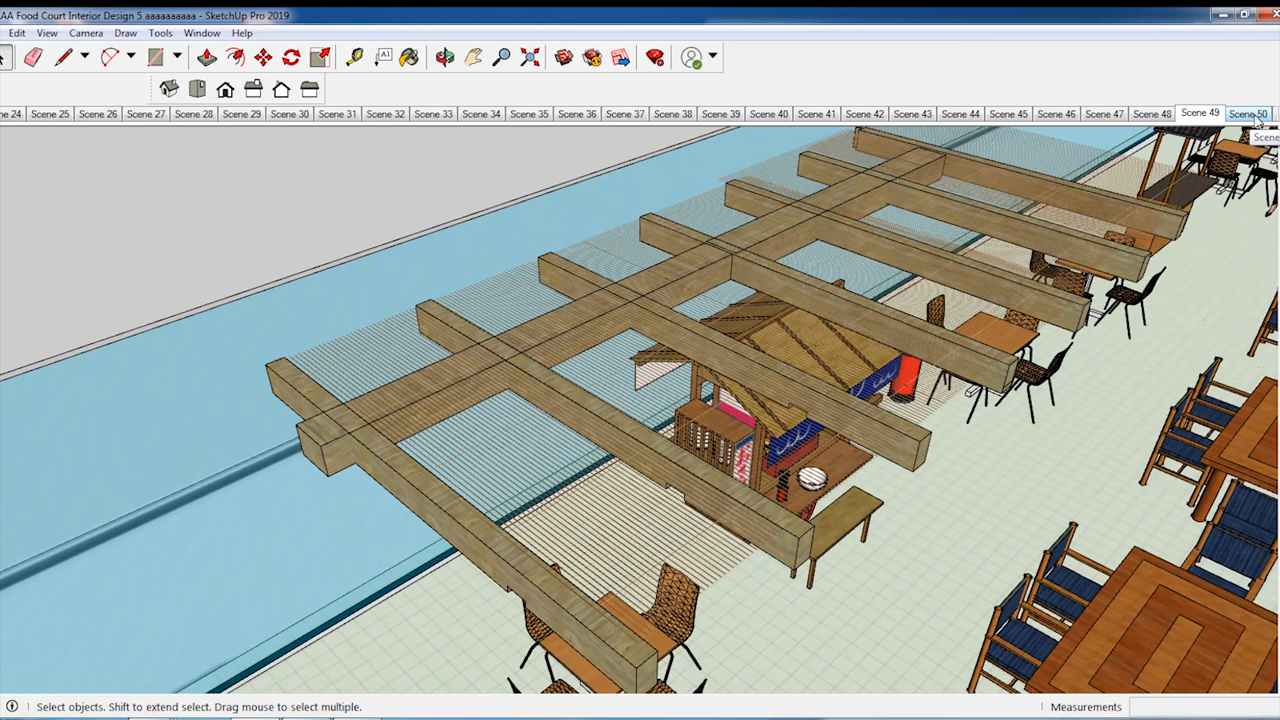 AA Food Court Interior Design 5 aaaaaaaaaa - SketchUp Pro 2019
Edit View Camera Draw Tools Window Help
A1
ne 24 Scene 25 Scene 26 Scene 27 Scene 28 Scene 29 Scene 30 Scene 31 Scene 32 Scene 33 Scene 34 Scene 35 Scene 36 Scene 37 Scene 38 Scene 39 Scene 40 Scene 41 Scene 42 Scene 43 Scene 44 Scene 45 Scene 46 Scene 47 Scene 48 Scene 49 Scene 50
Scene
Select objects. Shift to extend select. Drag mouse to select multiple. Measurements